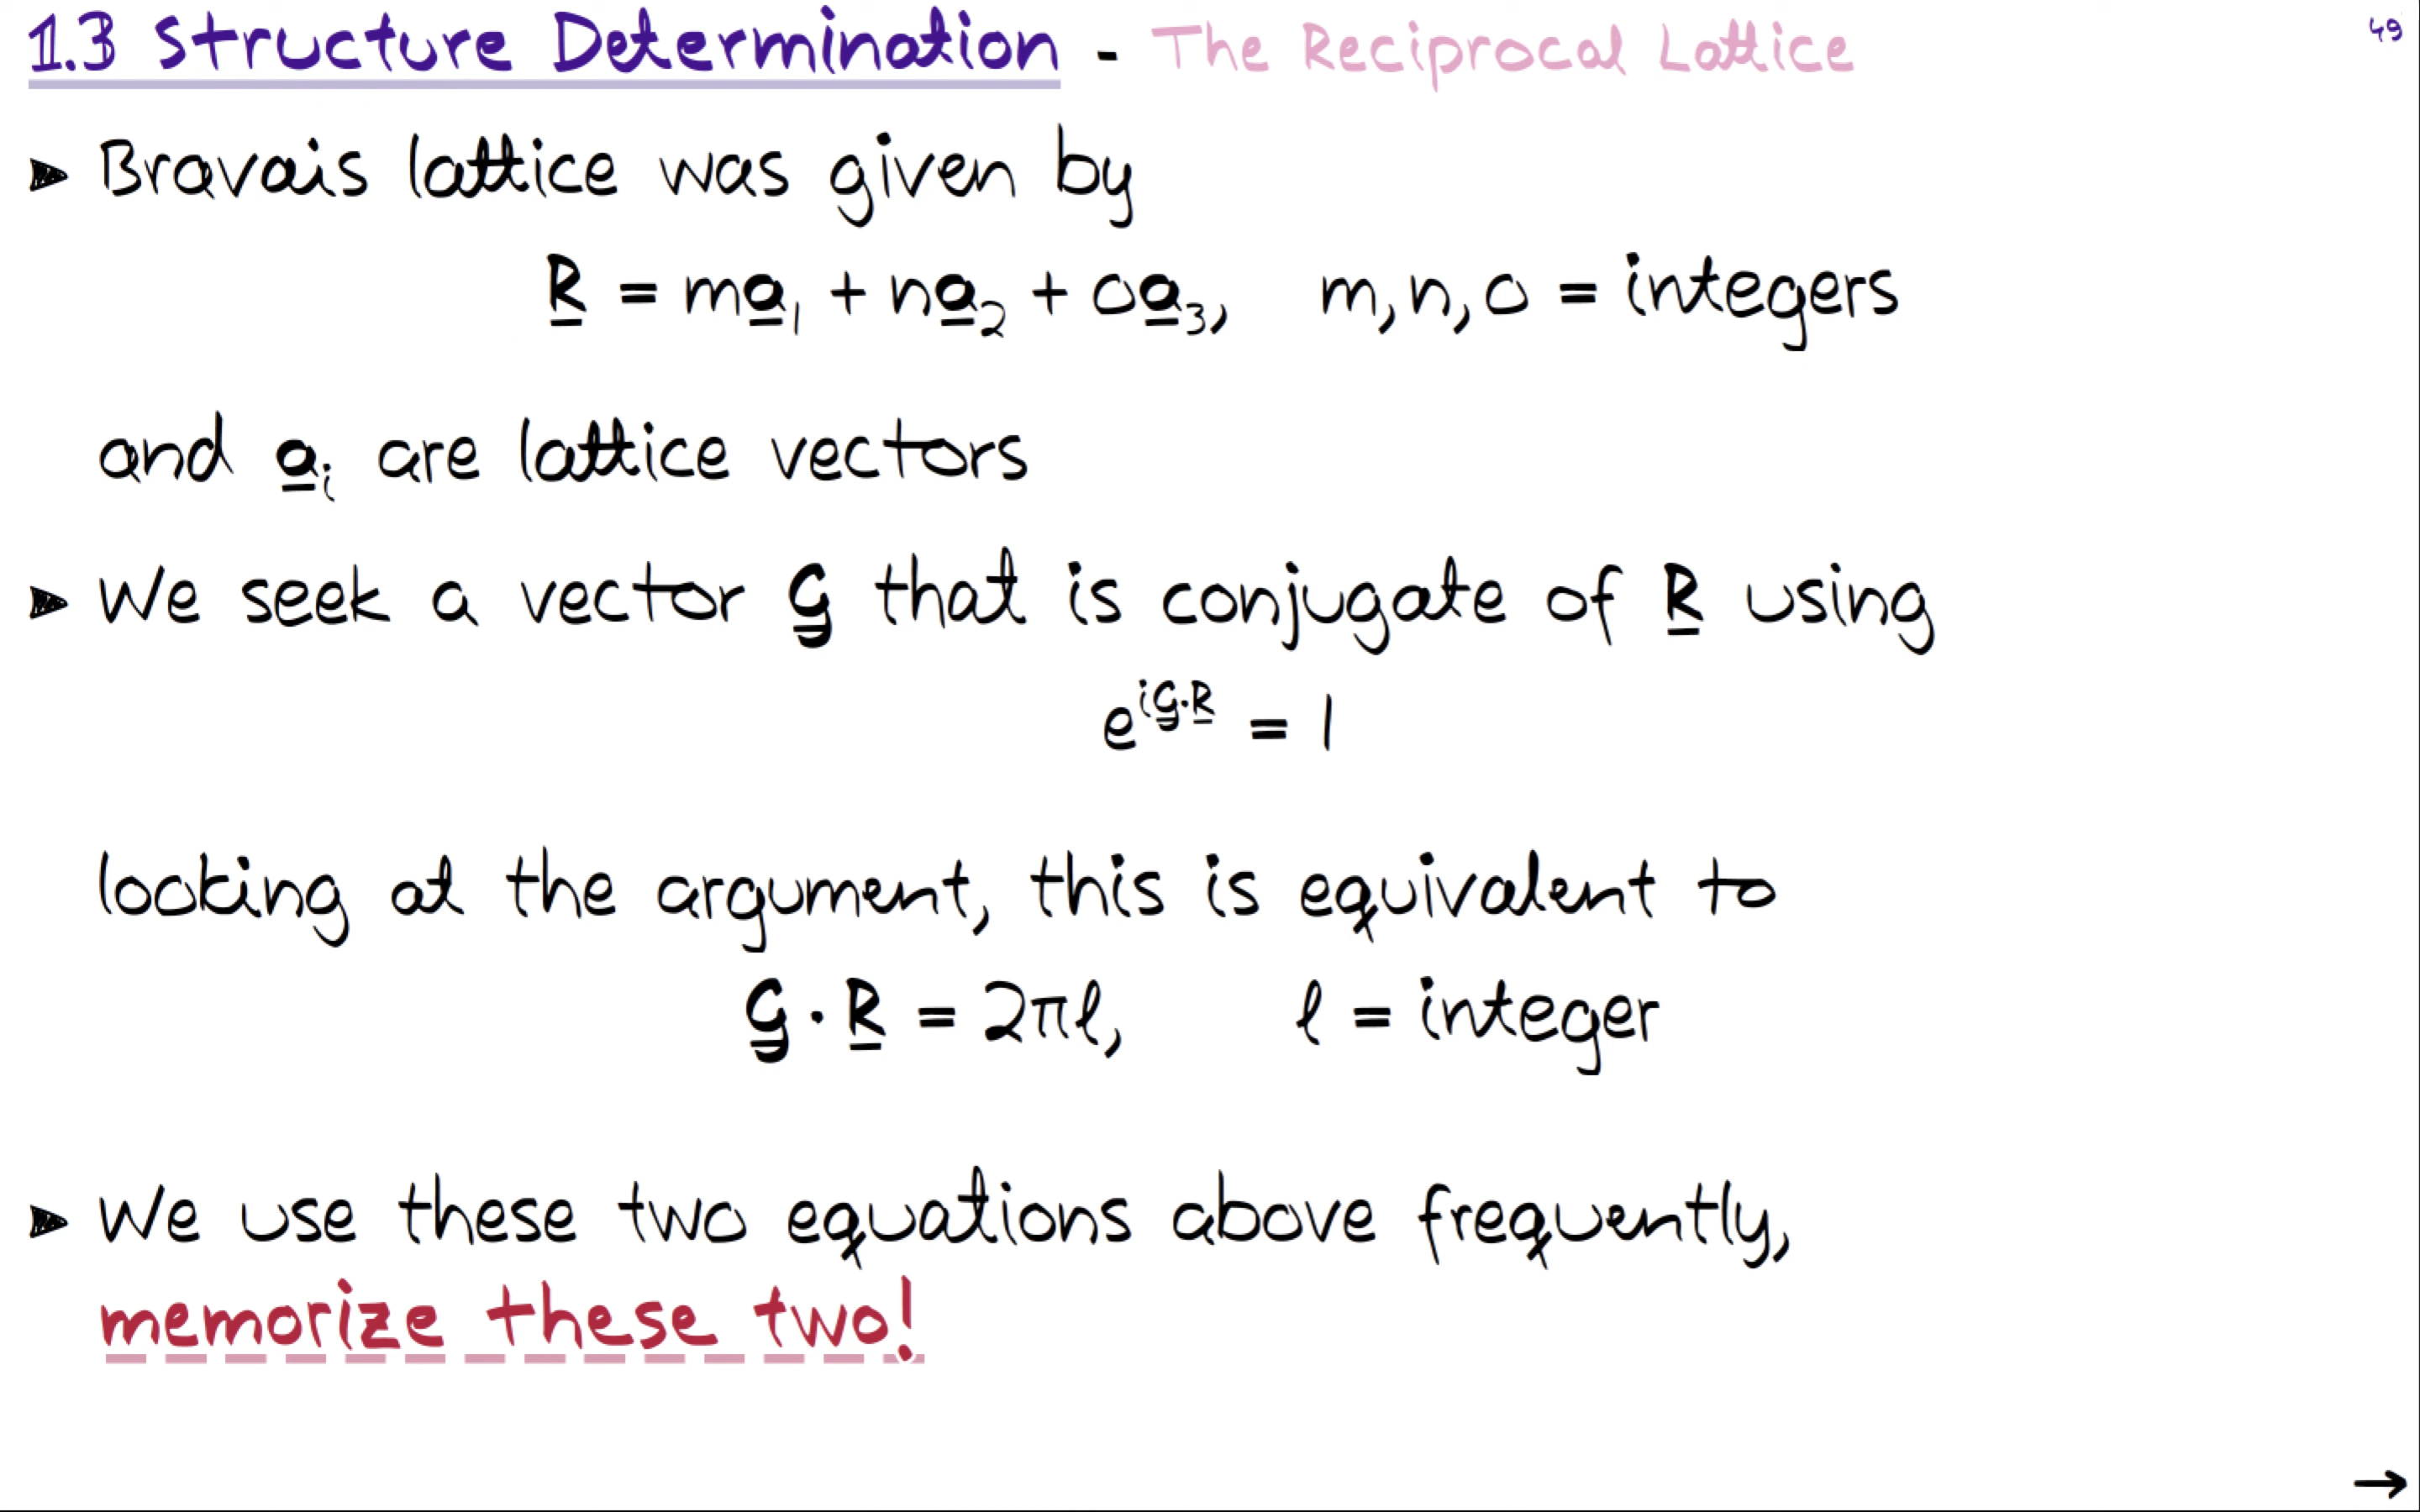 1.3 Structure Determination - The Reciprocal Lattice 49
▶ Bravais lattice was given by
R = ma₁ + na₂ + oa₃, m, n, o = integers
and aᵢ are lattice vectors
▶ We seek a vector G that is conjugate of R using
e^{iG·R} = 1
looking at the argument, this is equivalent to
G · R = 2πℓ, ℓ = integer
▶ We use these two equations above frequently,
memorize these two!
→